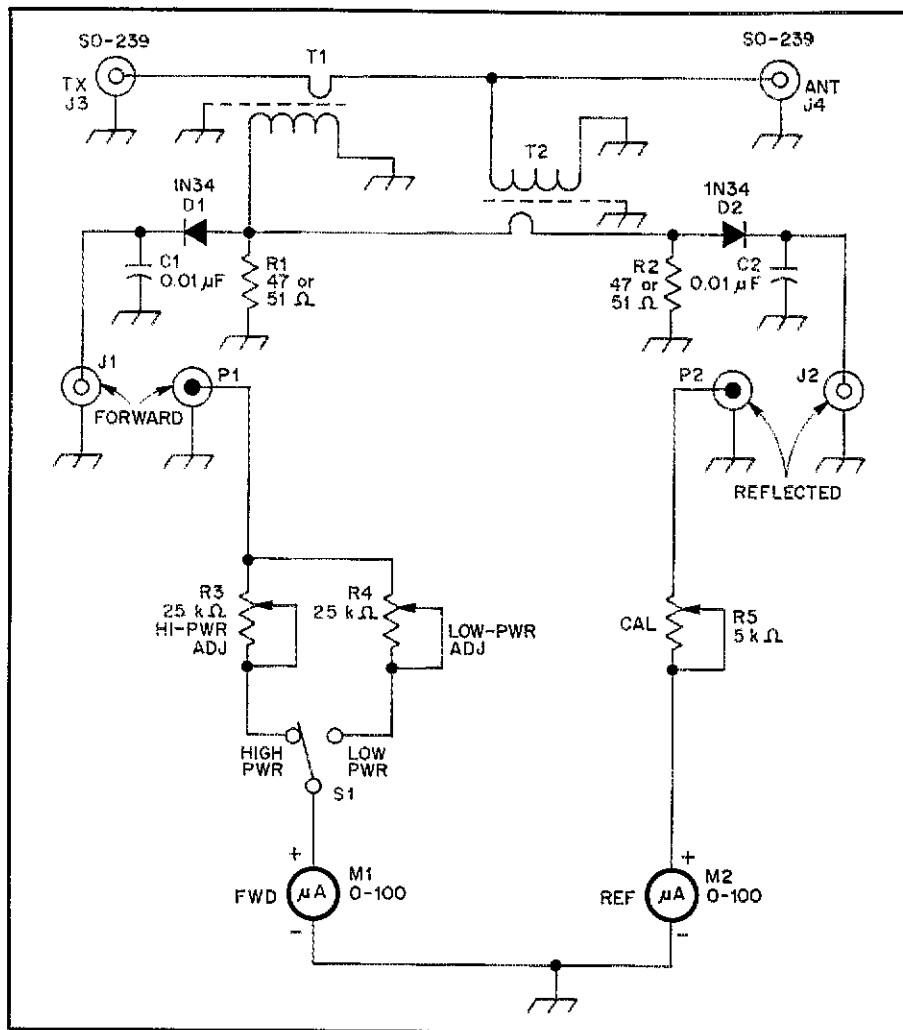 SO-239
TX
J3
T1
SO-239
ANT
J4
T2
1N34
D1
C1
0.01 µF
R1
47 or
51 Ω
R2
47 or
51 Ω
1N34
D2
C2
0.01 µF
J1
P1
FORWARD
P2
J2
REFLECTED
R3
25 kΩ
HI-PWR
ADJ
R4
25 kΩ
LOW-PWR
ADJ
CAL
R5
5 kΩ
HIGH
PWR
LOW
PWR
S1
+
FWD
µA
M1
0-100
-
+
REF
µA
M2
0-100
-